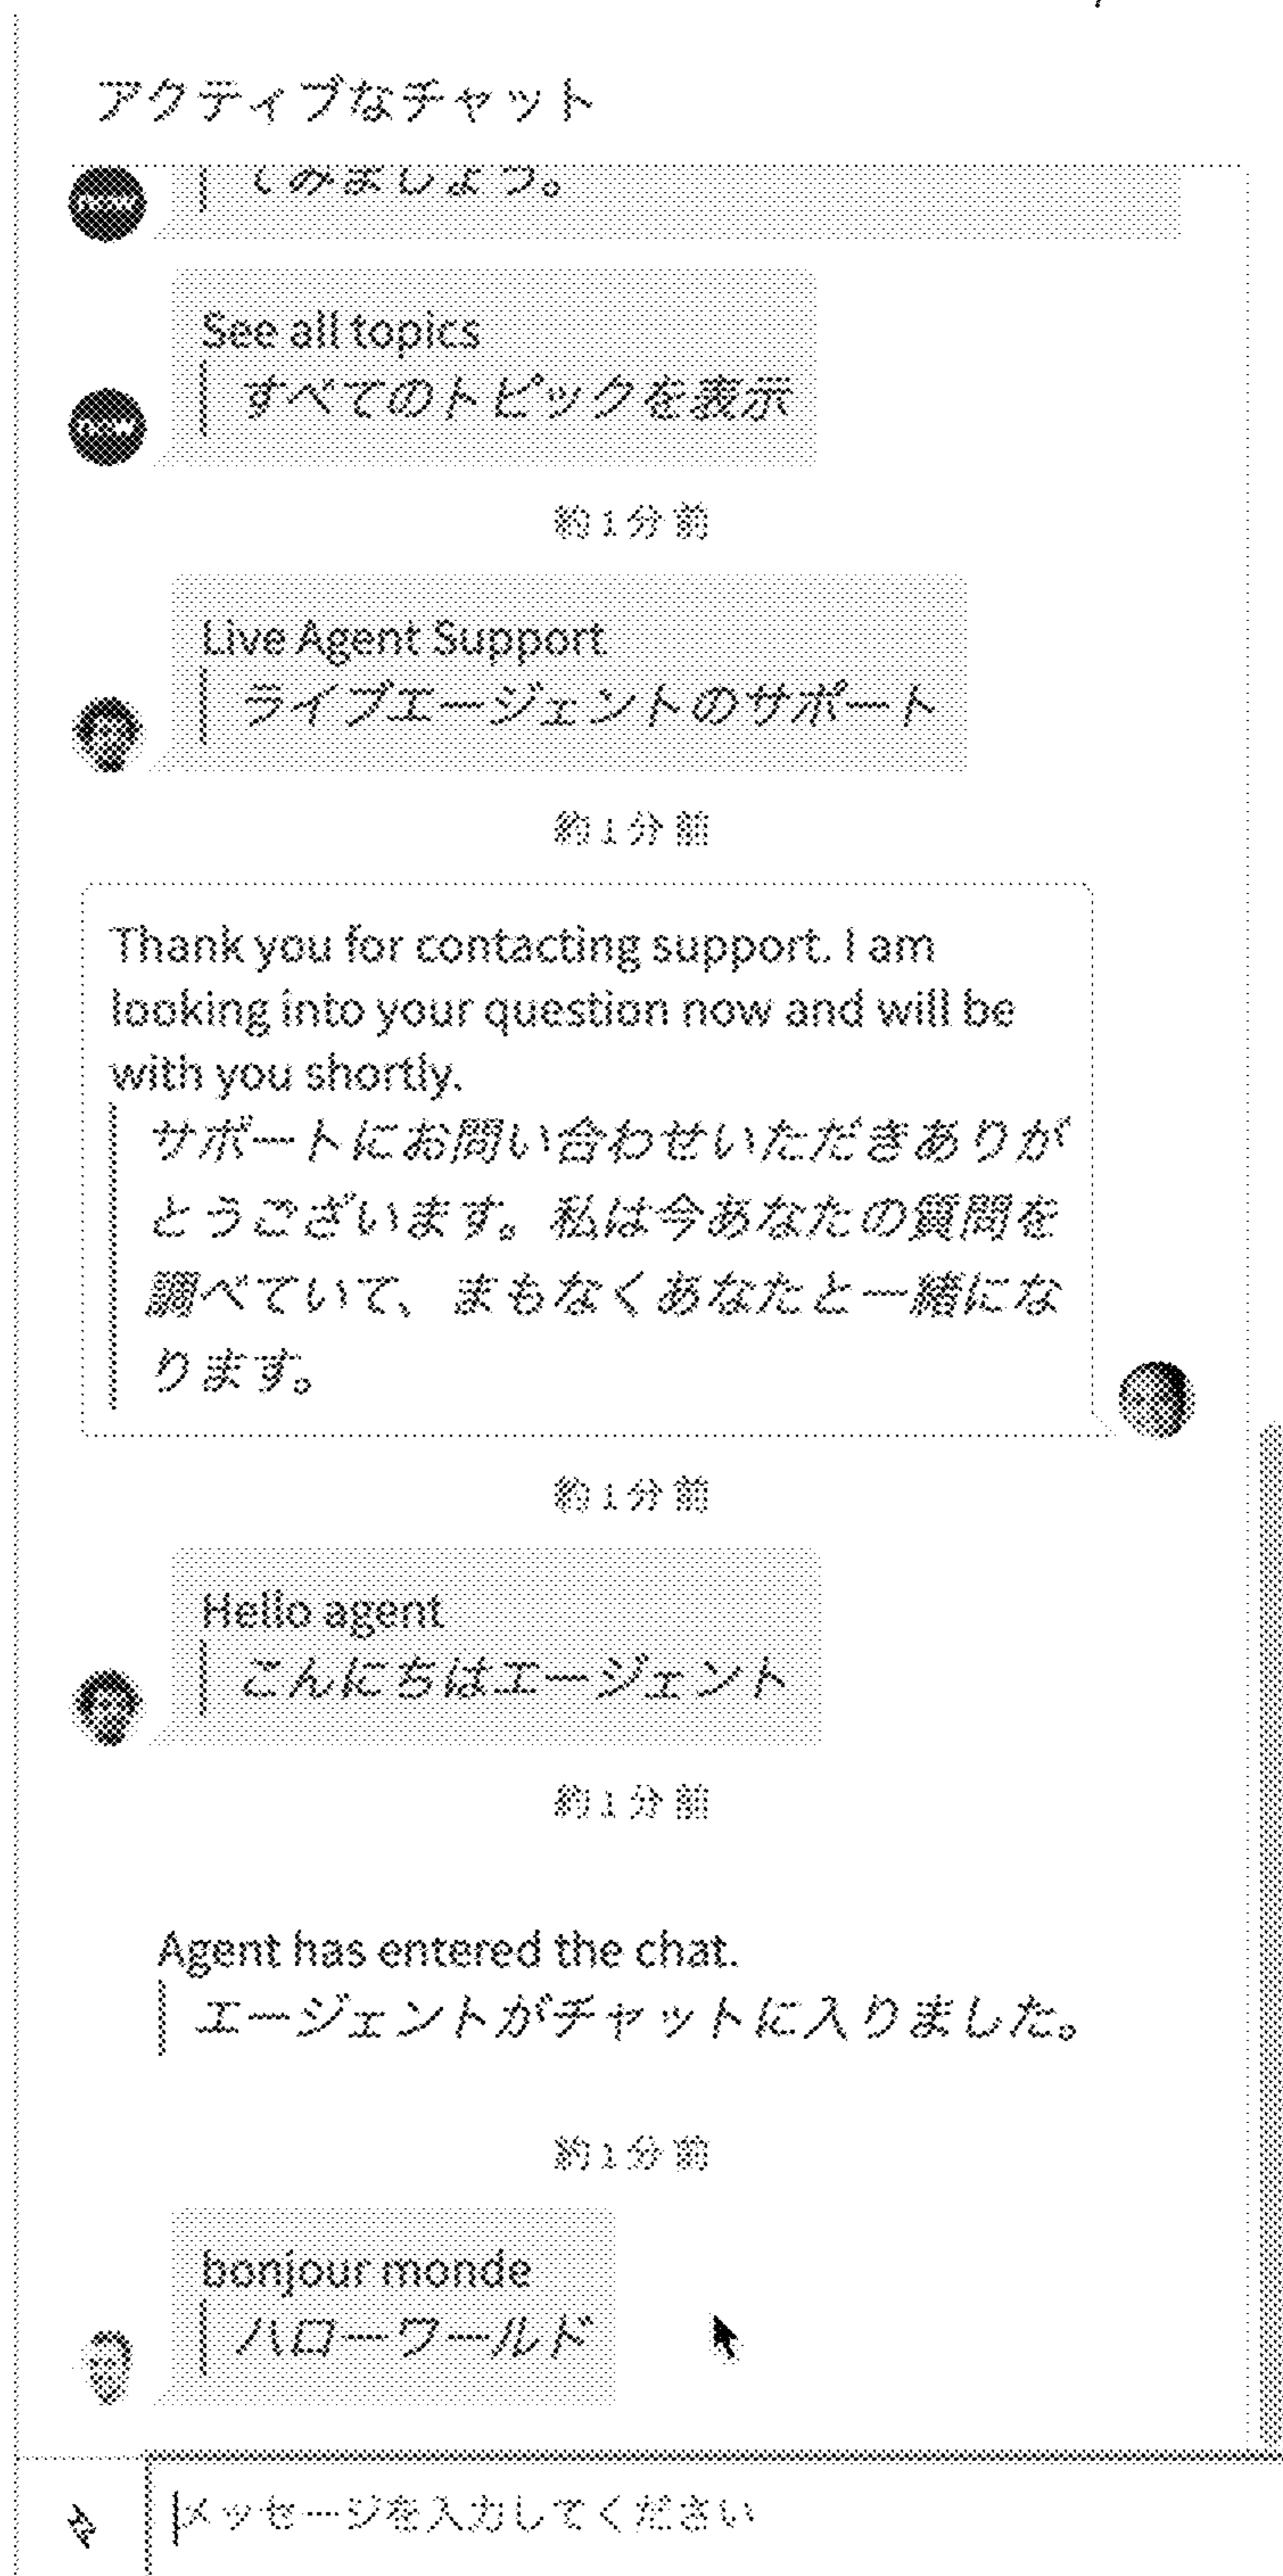 アクティブなチャット
しみましょう。
now
See all topics
すべてのトピックを表示
now
約1分前
Live Agent Support
ライブエージェントのサポート
約1分前
Thank you for contacting support. I am
looking into your question now and will be
with you shortly.
サポートにお問い合わせいただきありが
とうございます。私は今あなたの質問を
調べていて、まもなくあなたと一緒にな
ります。
約1分前
Hello agent
こんにちはエージェント
約1分前
Agent has entered the chat.
エージェントがチャットに入りました。
約1分前
bonjour monde
ハローワールド
メッセージを入力してください